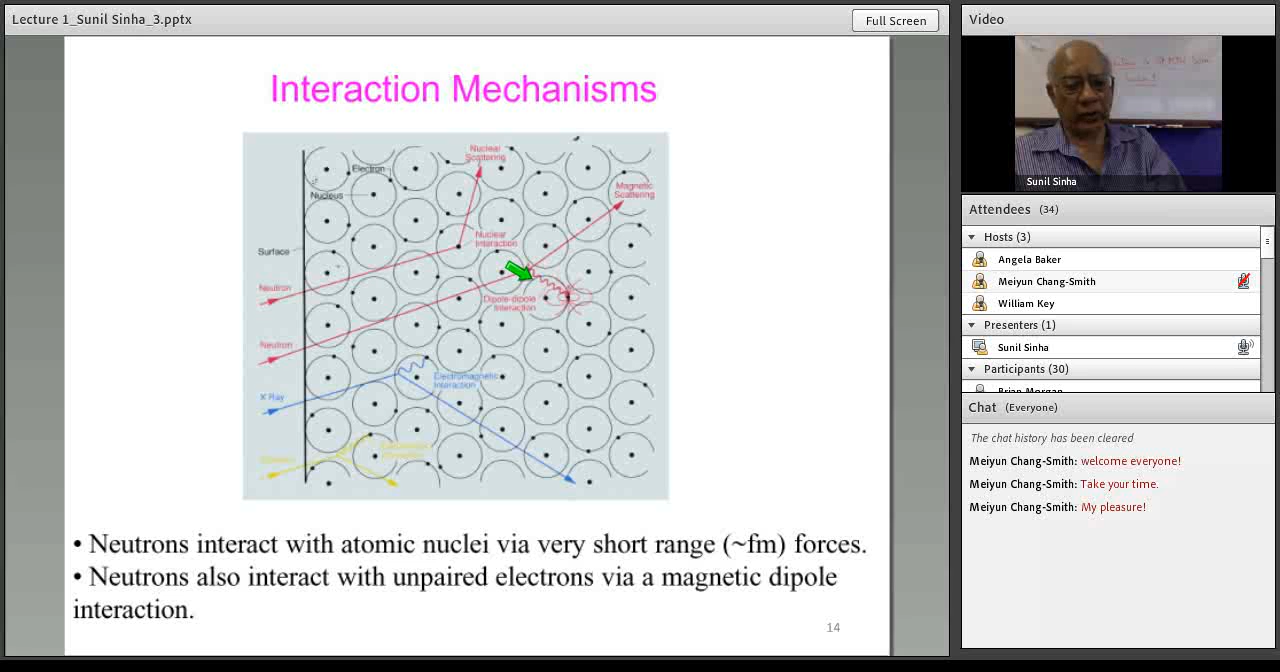 Lecture 1_Sunil Sinha_3.pptx
Full Screen
Interaction Mechanisms
Nuclear
Scattering
Electron
Nucleus
Magnetic
Scattering
Nuclear
Interaction
Surface
Neutron
Dipole-dipole
Interaction
Neutron
Electromagnetic
Interaction
X Ray
• Neutrons interact with atomic nuclei via very short range (~fm) forces.
• Neutrons also interact with unpaired electrons via a magnetic dipole
interaction.
14
Video
Sunil Sinha
Attendees (34)
Hosts (3)
Angela Baker
Meiyun Chang-Smith
William Key
Presenters (1)
Sunil Sinha
Participants (30)
Brian Morgan
Chat (Everyone)
The chat history has been cleared
Meiyun Chang-Smith: welcome everyone!
Meiyun Chang-Smith: Take your time.
Meiyun Chang-Smith: My pleasure!